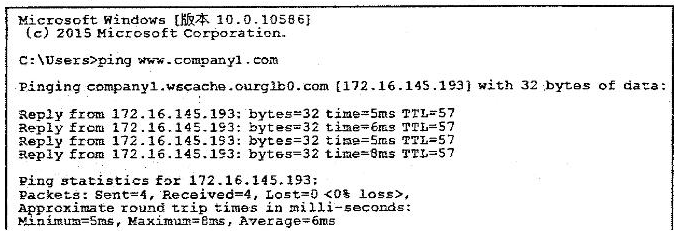 Microsoft Windows [版本 10.0.10586]
(c) 2015 Microsoft Corporation.
C:\Users>ping www.company1.com
Pinging company1.wscache.ourglb0.com [172.16.145.193] with 32 bytes of data:
Reply from 172.16.145.193: bytes=32 time=5ms TTL=57
Reply from 172.16.145.193: bytes=32 time=6ms TTL=57
Reply from 172.16.145.193: bytes=32 time=5ms TTL=57
Reply from 172.16.145.193: bytes=32 time=8ms TTL=57
Ping statistics for 172.16.145.193:
Packets: Sent=4, Received=4, Lost=0 <0% loss>,
Approximate round trip times in milli-seconds:
Minimum=5ms, Maximum=8ms, Average=6ms